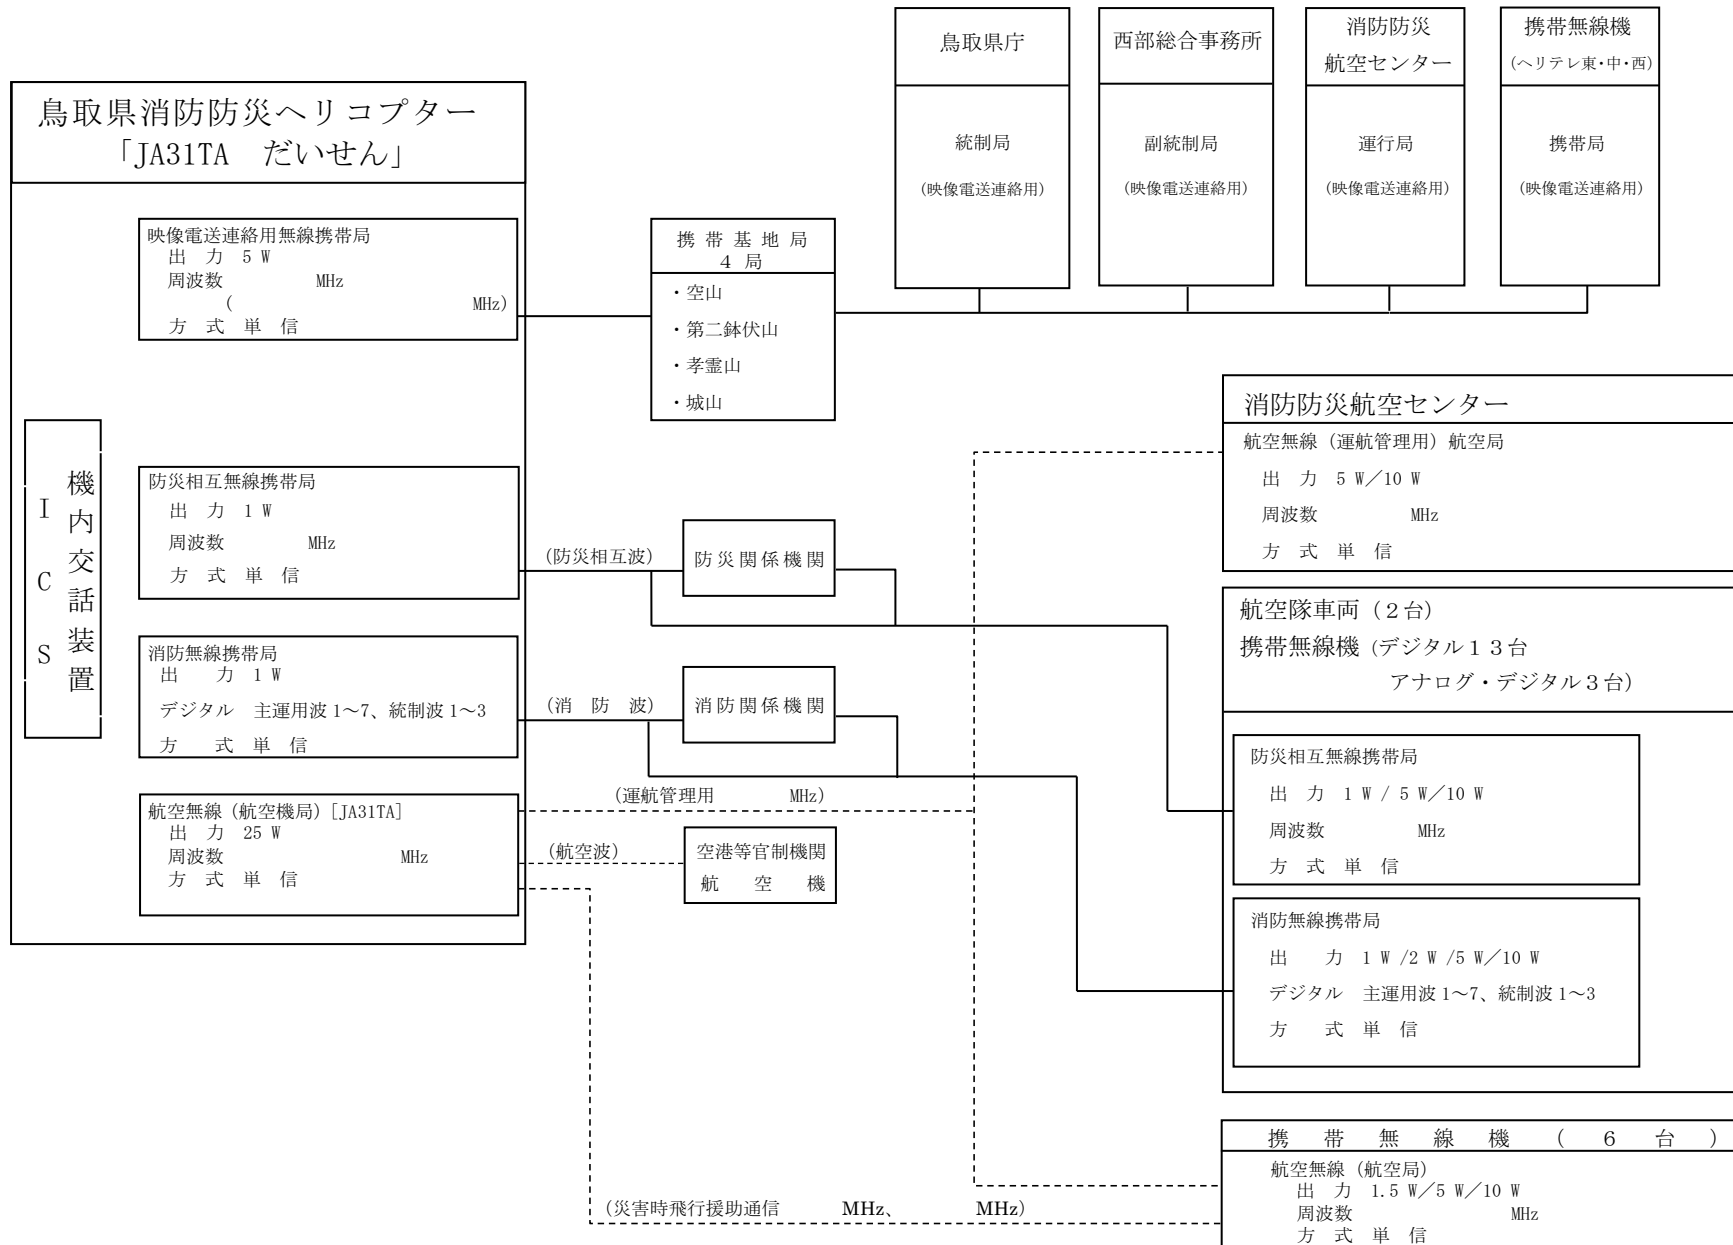 鳥取県消防防災ヘリコプター
「JA31TA　だいせん」
映像電送連絡用無線携帯局
出　力　5 W
周波数　　　　　MHz
(　　　　　　　　　　　　　MHz)
方　式　単　信
機内交話装置
Ｉ　Ｃ　Ｓ
防災相互無線携帯局
出　力　1 W
周波数　　　　　MHz
方　式　単　信
消防無線携帯局
出　　力　1 W
デジタル　主運用波 1～7、統制波 1～3
方　　式　単　信
航空無線 (航空機局) [JA31TA]
出　力　25 W
周波数　　　　　　　　　MHz
方　式　単　信
携 帯 基 地 局
４ 局
・空山
・第二鉢伏山
・孝霊山
・城山
鳥取県庁
統制局
(映像電送連絡用)
西部総合事務所
副統制局
(映像電送連絡用)
消防防災
航空センター
運行局
(映像電送連絡用)
携帯無線機
(ヘリテレ東・中・西)
携帯局
(映像電送連絡用)
(防災相互波)
防災関係機関
(消　防　波)
消防関係機関
(運航管理用　　　　MHz)
(航空波)
空港等官制機関
航　空　機
(災害時飛行援助通信　　　MHz、　　　　MHz)
消防防災航空センター
航空無線 (運航管理用) 航空局
出　力　5 W／10 W
周波数　　　　　MHz
方　式　単　信
航空隊車両 (２台)
携帯無線機 (デジタル１３台
アナログ・デジタル３台)
防災相互無線携帯局
出　力　1 W / 5 W／10 W
周波数　　　　　MHz
方　式　単　信
消防無線携帯局
出　　力　1 W /2 W /5 W／10 W
デジタル　主運用波 1～7、統制波 1～3
方　　式　単　信
携　帯　無　線　機　(　６　台　)
航空無線 (航空局)
出　力　1.5 W／5 W／10 W
周波数　　　　　　　　　MHz
方　式　単　信